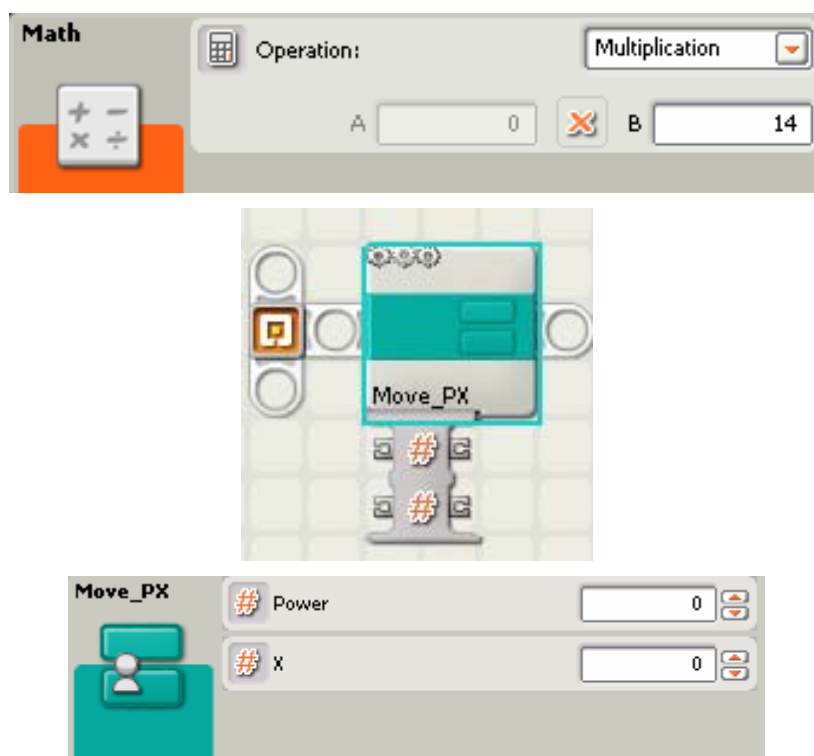 Math
Operation: Multiplication
A 0 B 14
Move_PX
#
#
Move_PX
# Power 0
# X 0